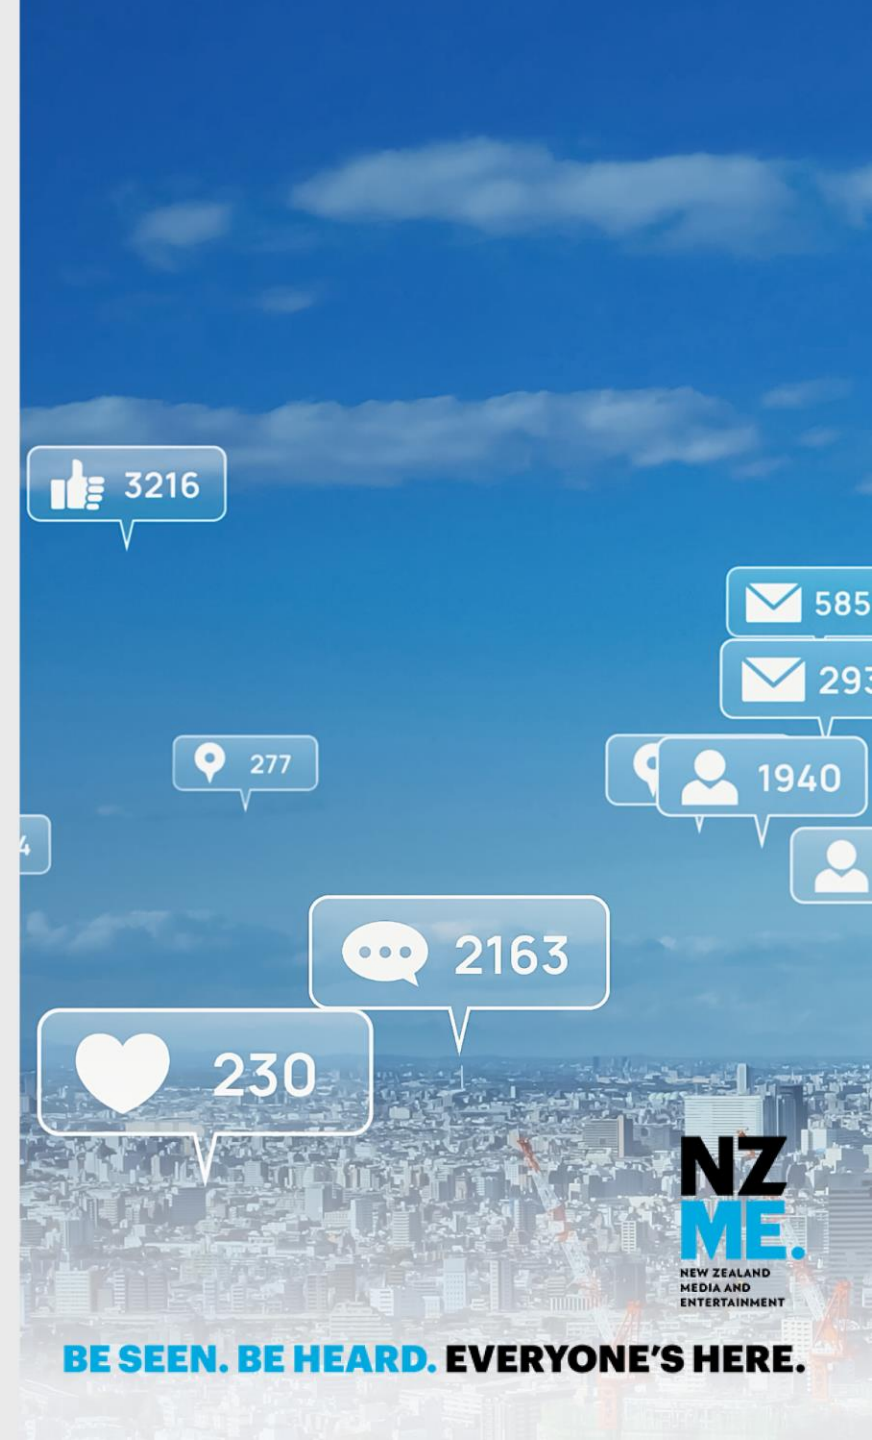 3216
585
293
277
1940
4
2163
230
NZ
ME.
NEW ZEALAND
MEDIA AND
ENTERTAINMENT
BE SEEN. BE HEARD. EVERYONE'S HERE.